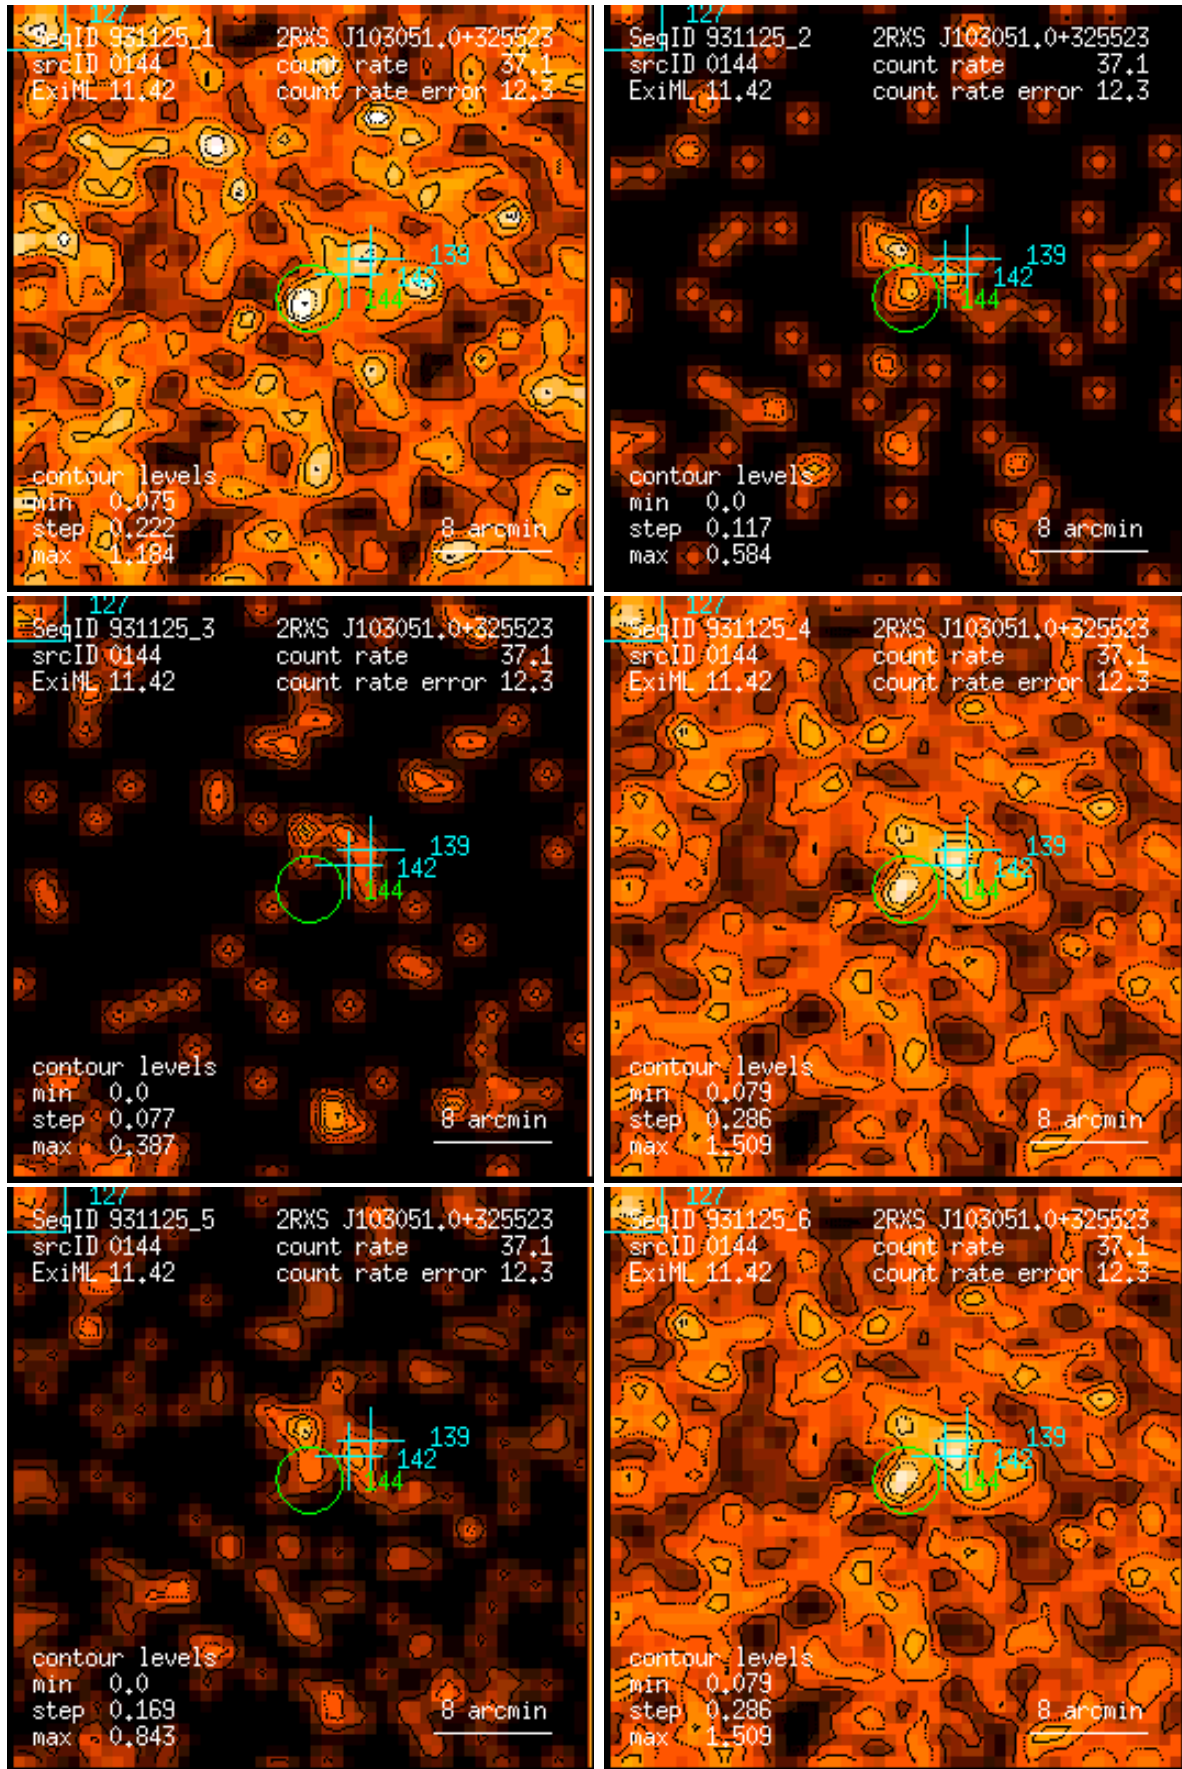 127
SeqID 931125_1 2RXS J103051.0+325523
srcID 0144 count rate 37.1
ExiML 11.42 count rate error 12.3
139
142
144
contour levels
min 0.075
step 0.222
max 1.184
8 arcmin
127
SeqID 931125_2 2RXS J103051.0+325523
srcID 0144 count rate 37.1
ExiML 11.42 count rate error 12.3
139
142
144
contour levels
min 0.0
step 0.117
max 0.584
8 arcmin
127
SeqID 931125_3 2RXS J103051.0+325523
srcID 0144 count rate 37.1
ExiML 11.42 count rate error 12.3
139
142
144
contour levels
min 0.0
step 0.077
max 0.387
8 arcmin
127
SeqID 931125_4 2RXS J103051.0+325523
srcID 0144 count rate 37.1
ExiML 11.42 count rate error 12.3
139
142
144
contour levels
min 0.079
step 0.286
max 1.509
8 arcmin
127
SeqID 931125_5 2RXS J103051.0+325523
srcID 0144 count rate 37.1
ExiML 11.42 count rate error 12.3
139
142
144
contour levels
min 0.0
step 0.169
max 0.843
8 arcmin
127
SeqID 931125_6 2RXS J103051.0+325523
srcID 0144 count rate 37.1
ExiML 11.42 count rate error 12.3
139
142
144
contour levels
min 0.079
step 0.286
max 1.509
8 arcmin